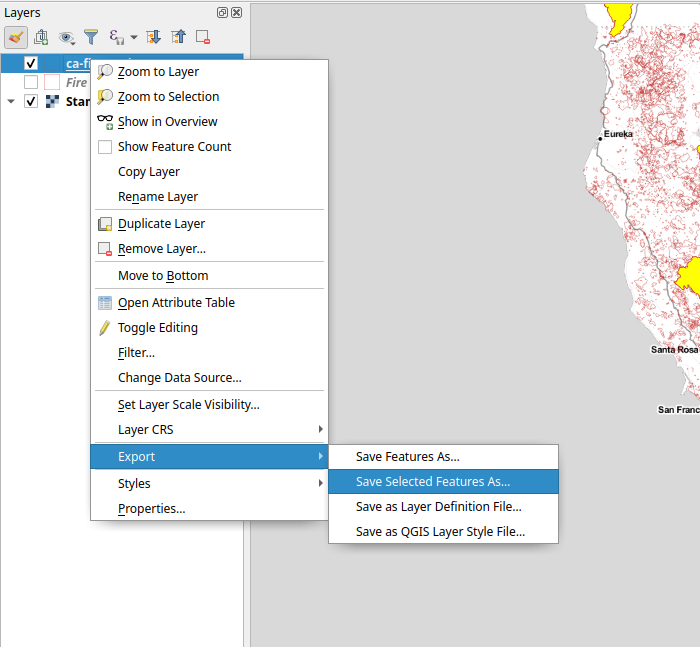 Layers
ca-fi
Fire
Star
Zoom to Layer
Zoom to Selection
Show in Overview
Show Feature Count
Copy Layer
Rename Layer
Duplicate Layer
Remove Layer...
Move to Bottom
Open Attribute Table
Toggle Editing
Filter...
Change Data Source...
Set Layer Scale Visibility...
Layer CRS
Export
Styles
Properties...
Save Features As...
Save Selected Features As...
Save as Layer Definition File...
Save as QGIS Layer Style File...
Eureka
Santa Rosa
San Franc